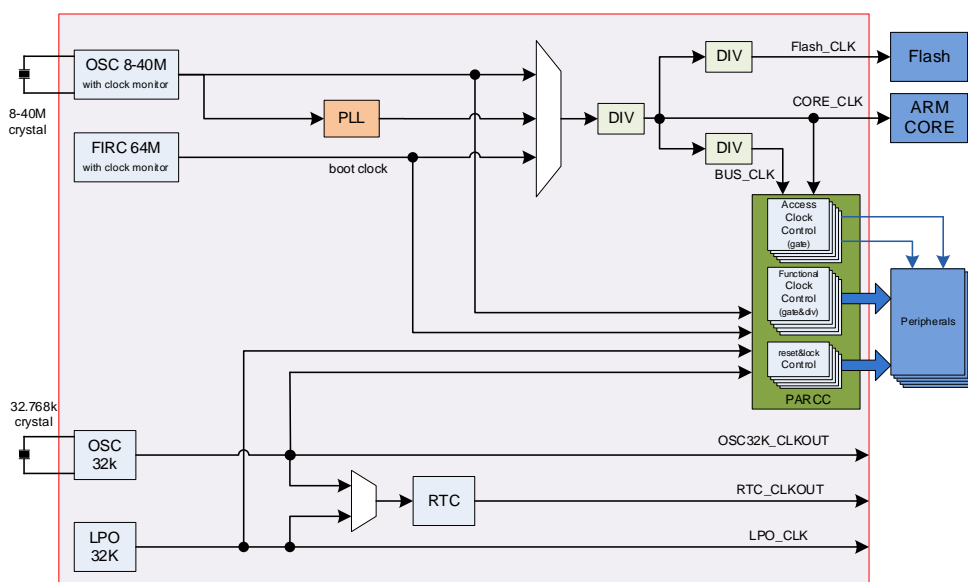 OSC 8-40M
with clock monitor
8-40M
crystal
FIRC 64M
with clock monitor
PLL
boot clock
DIV
DIV
DIV
Flash_CLK
CORE_CLK
BUS_CLK
Flash
ARM
CORE
Access
Clock
Control
(gate)
Functional
Clock
Control
(gate&div)
reset&lock
Control
PARCC
Peripherals
32.768k
crystal
OSC
32k
OSC32K_CLKOUT
RTC
RTC_CLKOUT
LPO
32K
LPO_CLK